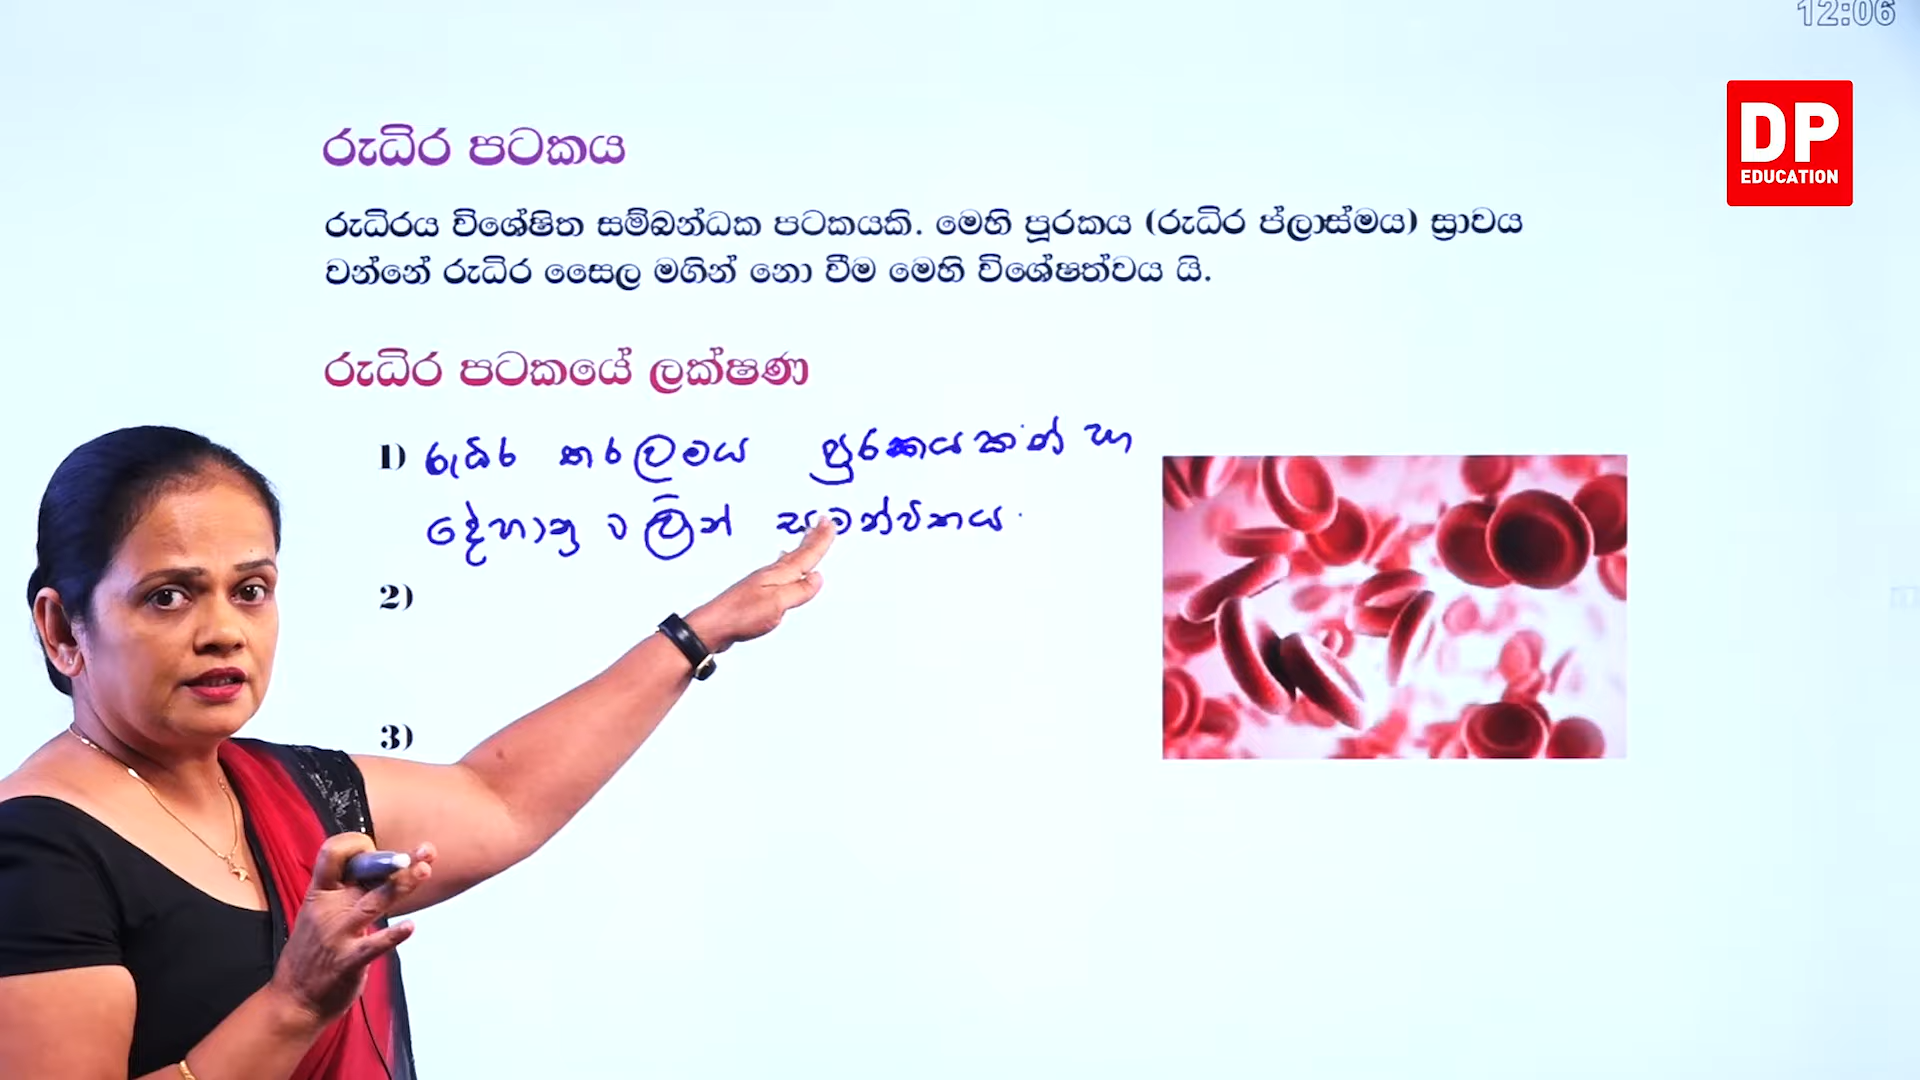 12:06
DP
EDUCATION
රුධිර පටකය
රුධිරය විශේෂිත සම්බන්ධක පටකයකි. මෙහි පූරකය (රුධිර ප්ලාස්මය) ස්‍රාවය
වන්නේ රුධිර සෛල මගින් නො වීම මෙහි විශේෂත්වය යි.
රුධිර පටකයේ ලක්ෂණ
1) රුධිර තරලමය පුරකයකන් හා
දේහාණු වලින් සමන්විතය.
2)
3)